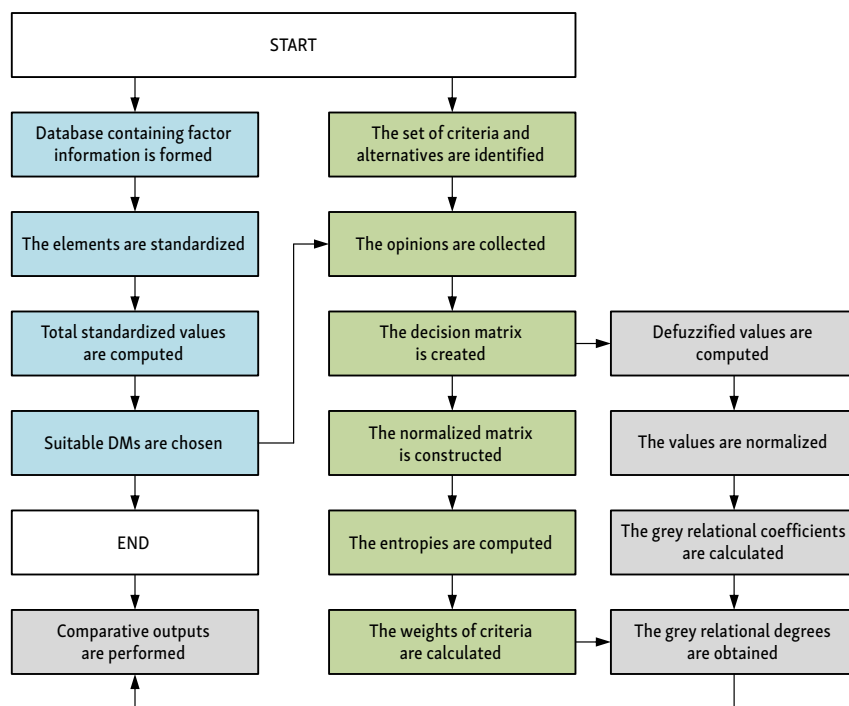 START
Database containing factor
information is formed
The elements are standardized
Total standardized values
are computed
Suitable DMs are chosen
END
Comparative outputs
are performed
The set of criteria and
alternatives are identified
The opinions are collected
The decision matrix
is created
The normalized matrix
is constructed
The entropies are computed
The weights of criteria
are calculated
Defuzzified values are
computed
The values are normalized
The grey relational coefficients
are calculated
The grey relational degrees
are obtained